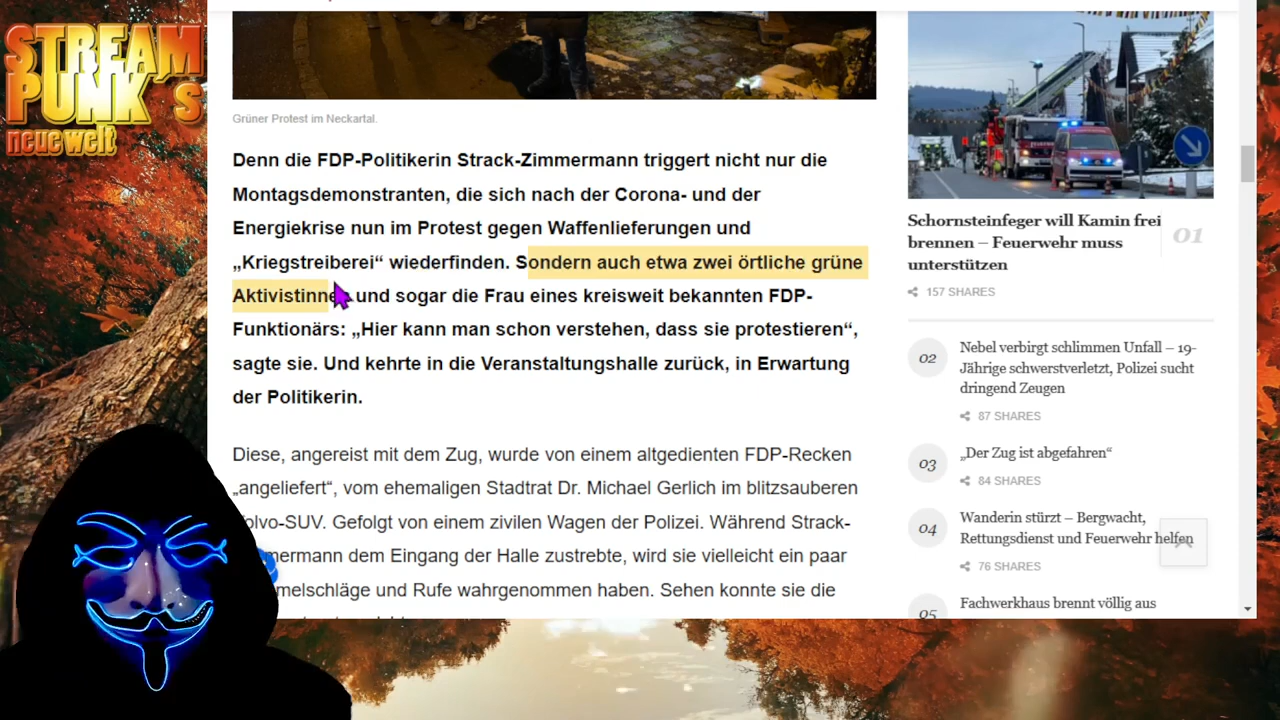 STREAM
PUNK´s
neue welt
Grüner Protest im Neckartal.
Denn die FDP-Politikerin Strack-Zimmermann triggert nicht nur die
Montagsdemonstranten, die sich nach der Corona- und der
Energiekrise nun im Protest gegen Waffenlieferungen und
„Kriegstreiberei“ wiederfinden. Sondern auch etwa zwei örtliche grüne
Aktivistinnen und sogar die Frau eines kreisweit bekannten FDP-
Funktionärs: „Hier kann man schon verstehen, dass sie protestieren“,
sagte sie. Und kehrte in die Veranstaltungshalle zurück, in Erwartung
der Politikerin.
Diese, angereist mit dem Zug, wurde von einem altgedienten FDP-Recken
„angeliefert“, vom ehemaligen Stadtrat Dr. Michael Gerlich im blitzsauberen
Volvo-SUV. Gefolgt von einem zivilen Wagen der Polizei. Während Strack-
mermann dem Eingang der Halle zustrebte, wird sie vielleicht ein paar
melschläge und Rufe wahrgenommen haben. Sehen konnte sie die
Schornsteinfeger will Kamin frei
brennen – Feuerwehr muss
unterstützen
01
157 SHARES
02
Nebel verbirgt schlimmen Unfall – 19-
Jährige schwerstverletzt, Polizei sucht
dringend Zeugen
87 SHARES
03
„Der Zug ist abgefahren“
84 SHARES
04
Wanderin stürzt – Bergwacht,
Rettungsdienst und Feuerwehr helfen
76 SHARES
05
Fachwerkhaus brennt völlig aus